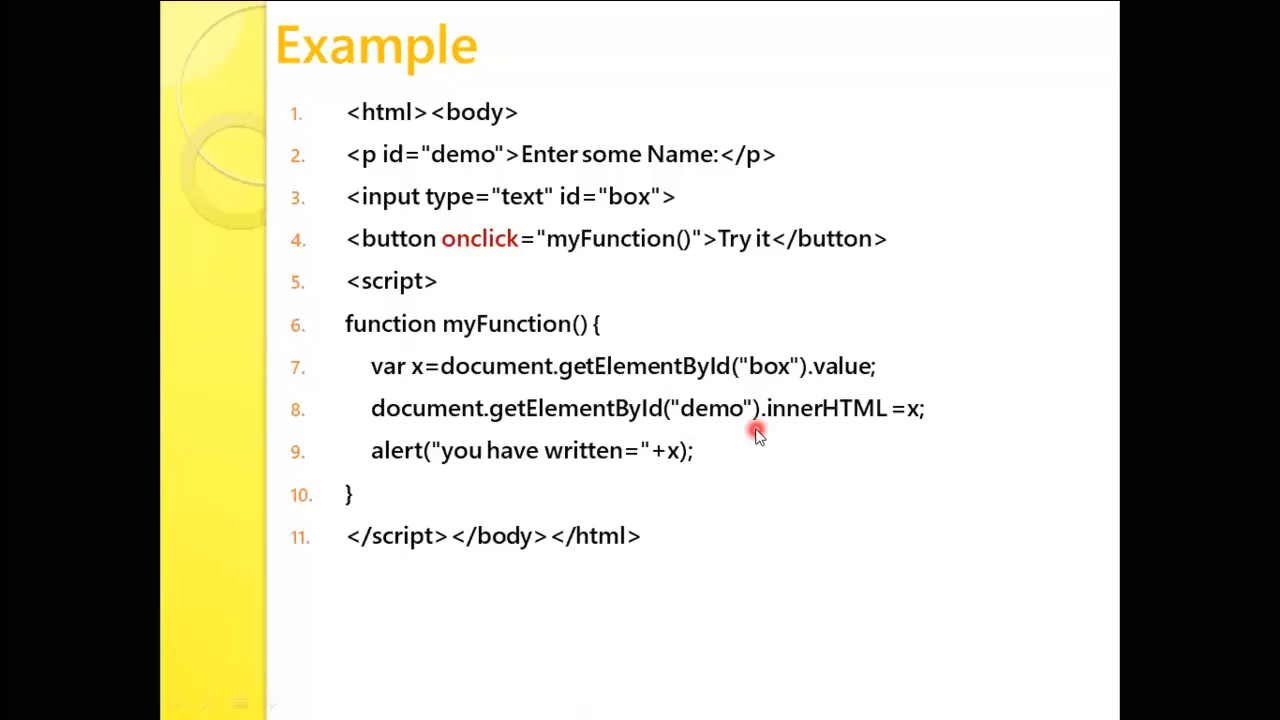 Example
1. <html><body>
2. <p id="demo">Enter some Name:</p>
3. <input type="text" id="box">
4. <button onclick="myFunction()">Try it</button>
5. <script>
6. function myFunction() {
7. var x=document.getElementById("box").value;
8. document.getElementById("demo").innerHTML =x;
9. alert("you have written="+x);
10. }
11. </script></body></html>